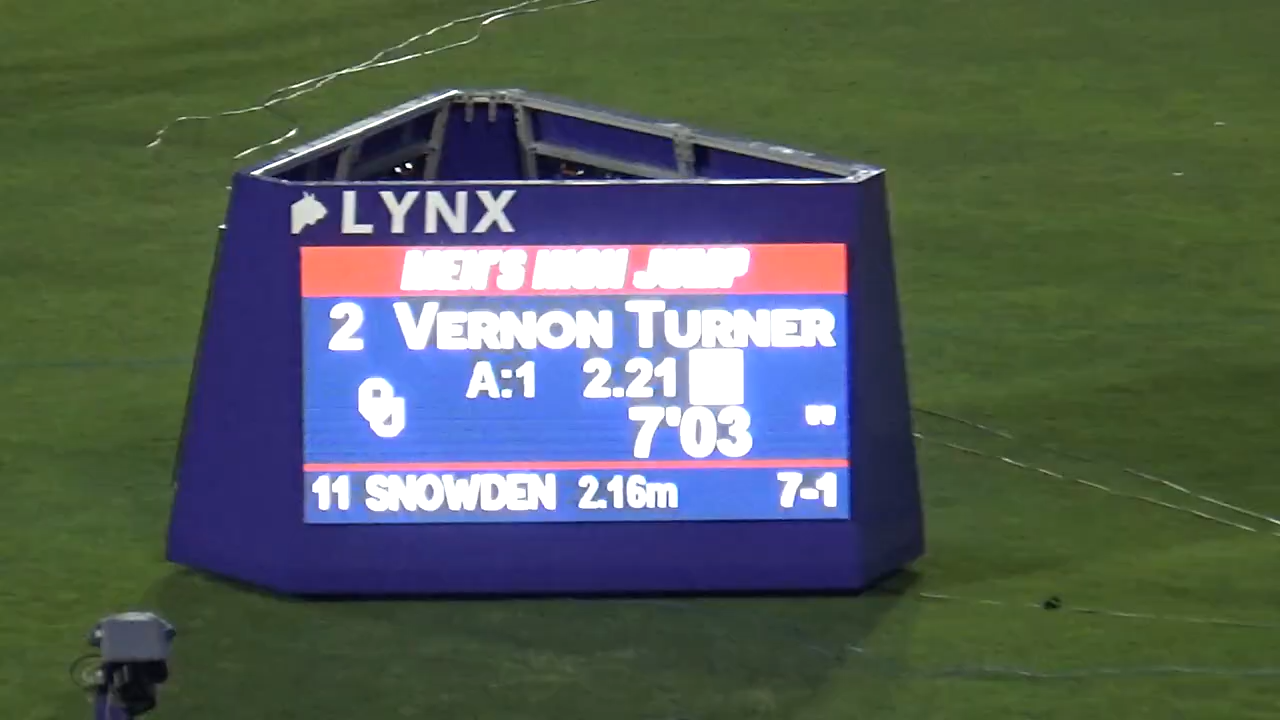 LYNX
MEN'S HIGH JUMP
2 VERNON TURNER
A:1 2.21
OU 7'03 "
11 SNOWDEN 2.16m 7-1